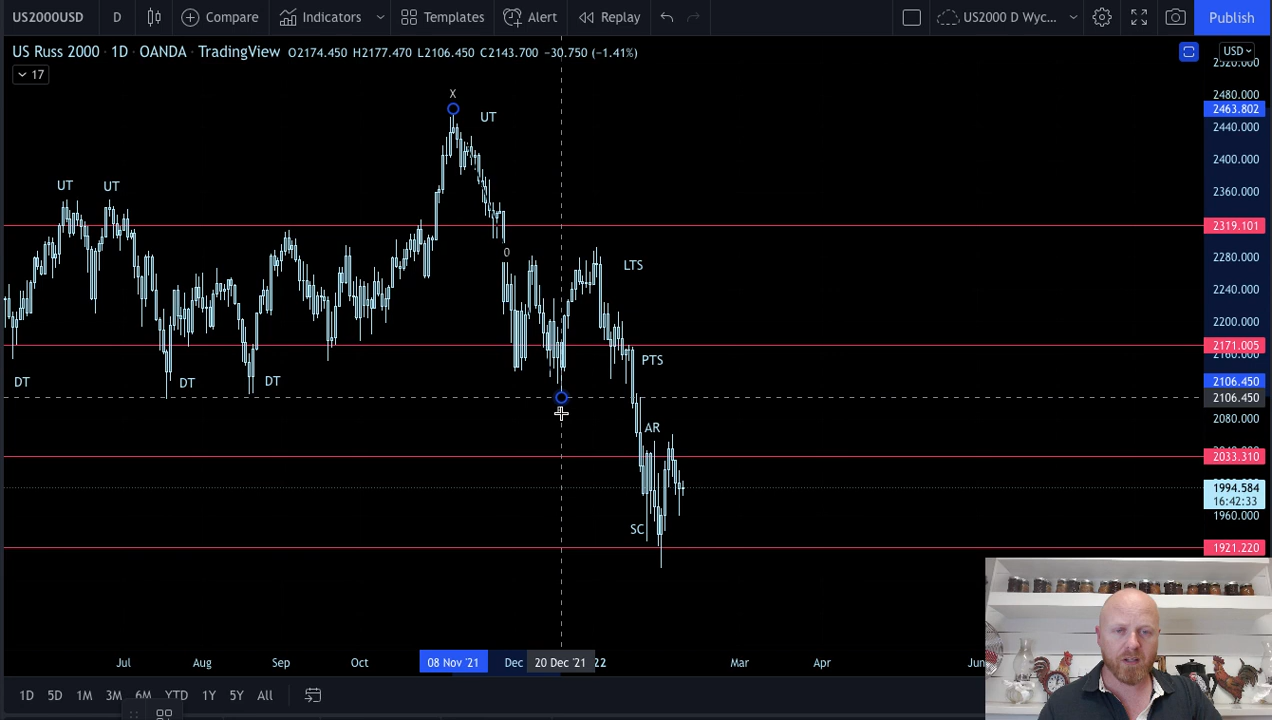 US2000USD D Compare Indicators Templates Alert Replay US2000 D Wyc... Publish
US Russ 2000 · 1D · OANDA · TradingView O2174.450 H2177.470 L2106.450 C2143.700 −30.750 (−1.41%)
USD
17
2520.000
X
2480.000
2463.802
UT
2440.000
2400.000
UT UT
2360.000
2319.101
0
LTS
2280.000
2240.000
2200.000
2171.005
2160.000
PTS
DT DT DT
2106.450
2106.450
2080.000
AR
2033.310
1994.584
16:42:33
1960.000
SC
1921.220
Jul Aug Sep Oct 08 Nov '21 Dec 20 Dec '21 22 Mar Apr Jun
1D 5D 1M 3M 6M YTD 1Y 5Y All